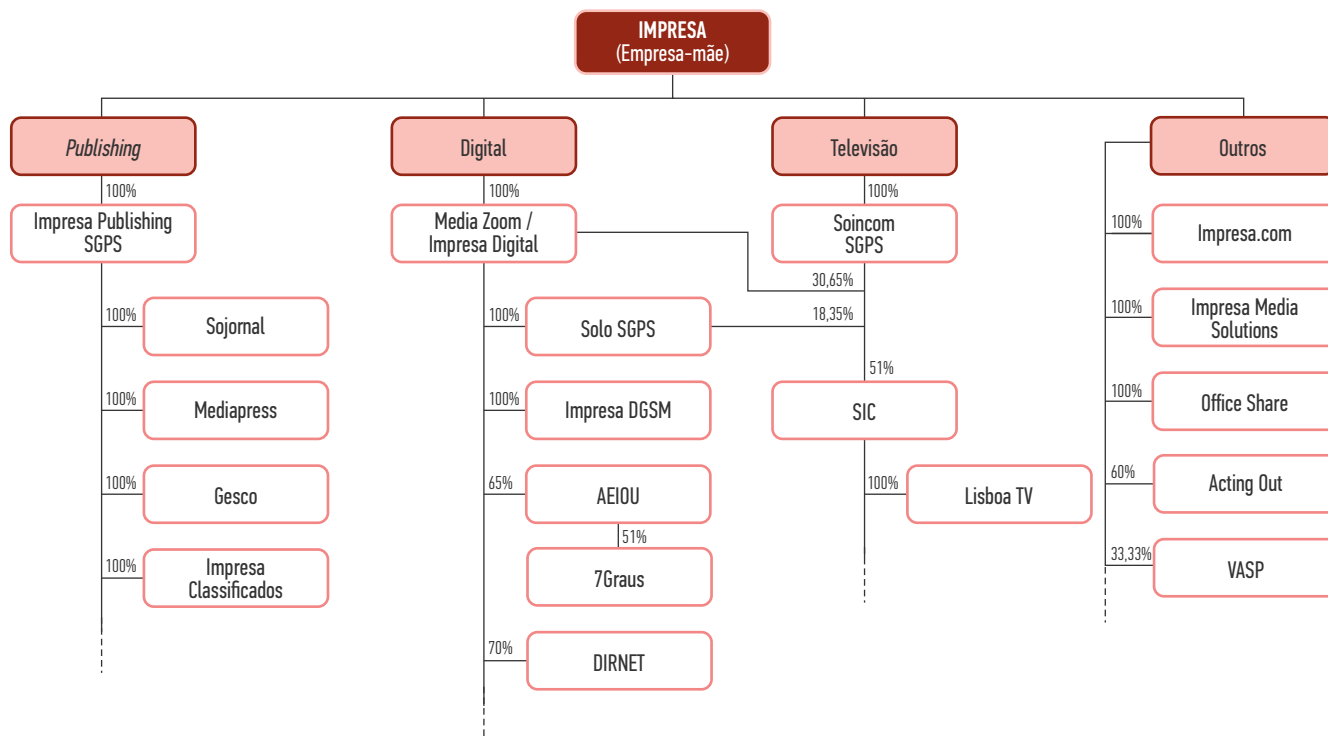 IMPRESA
(Empresa-mãe)
Publishing
Digital
Televisão
Outros
100%
100%
100%
Impresa Publishing
SGPS
Media Zoom /
Impresa Digital
Soincom
SGPS
100%
Impresa.com
30,65%
100%
Sojornal
100%
Solo SGPS
18,35%
100%
Impresa Media
Solutions
51%
100%
Mediapress
100%
Impresa DGSM
SIC
100%
Office Share
100%
Gesco
65%
AEIOU
100%
Lisboa TV
60%
Acting Out
51%
100%
Impresa
Classificados
7Graus
33,33%
VASP
70%
DIRNET